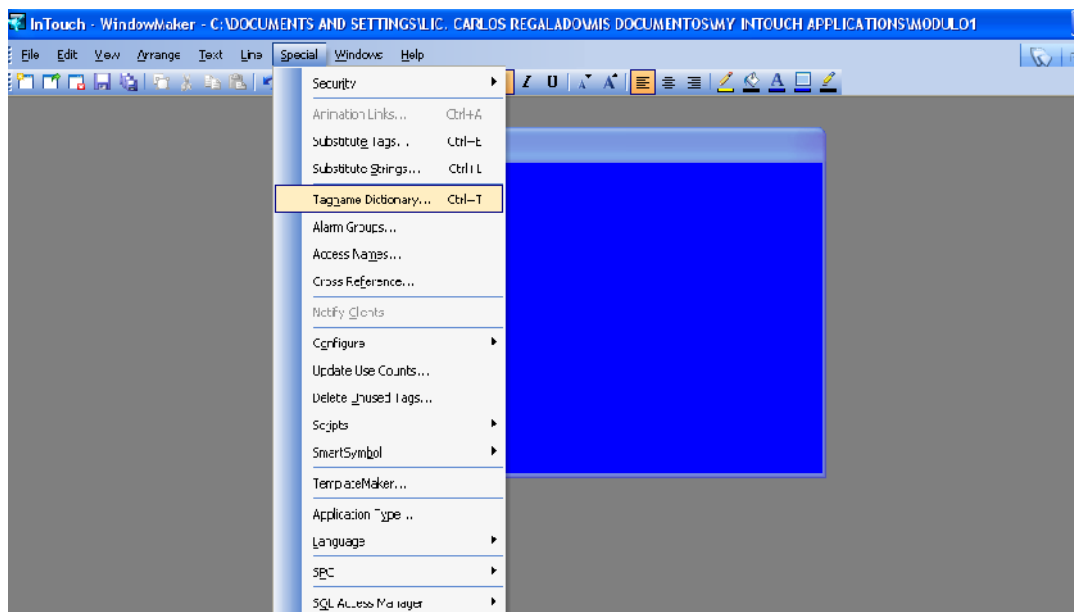 InTouch - WindowMaker - C:\DOCUMENTS AND SETTINGS\LIC. CARLOS REGALADO\MIS DOCUMENTOS\MY INTOUCH APPLICATIONS\MODULO1
File Edit View Arrange Text Line Special Windows Help
I U A A A
Security
Animation Links... Ctrl+A
Substitute Tags... Ctrl+E
Substitute Strings... Ctrl+L
Tagname Dictionary... Ctrl+T
Alarm Groups...
Access Names...
Cross Reference...
Notify Clients
Configure
Update Use Counts...
Delete Unused Tags...
Scripts
SmartSymbol
TemplateMaker...
Application Type...
Language
SPC
SQL Access Manager